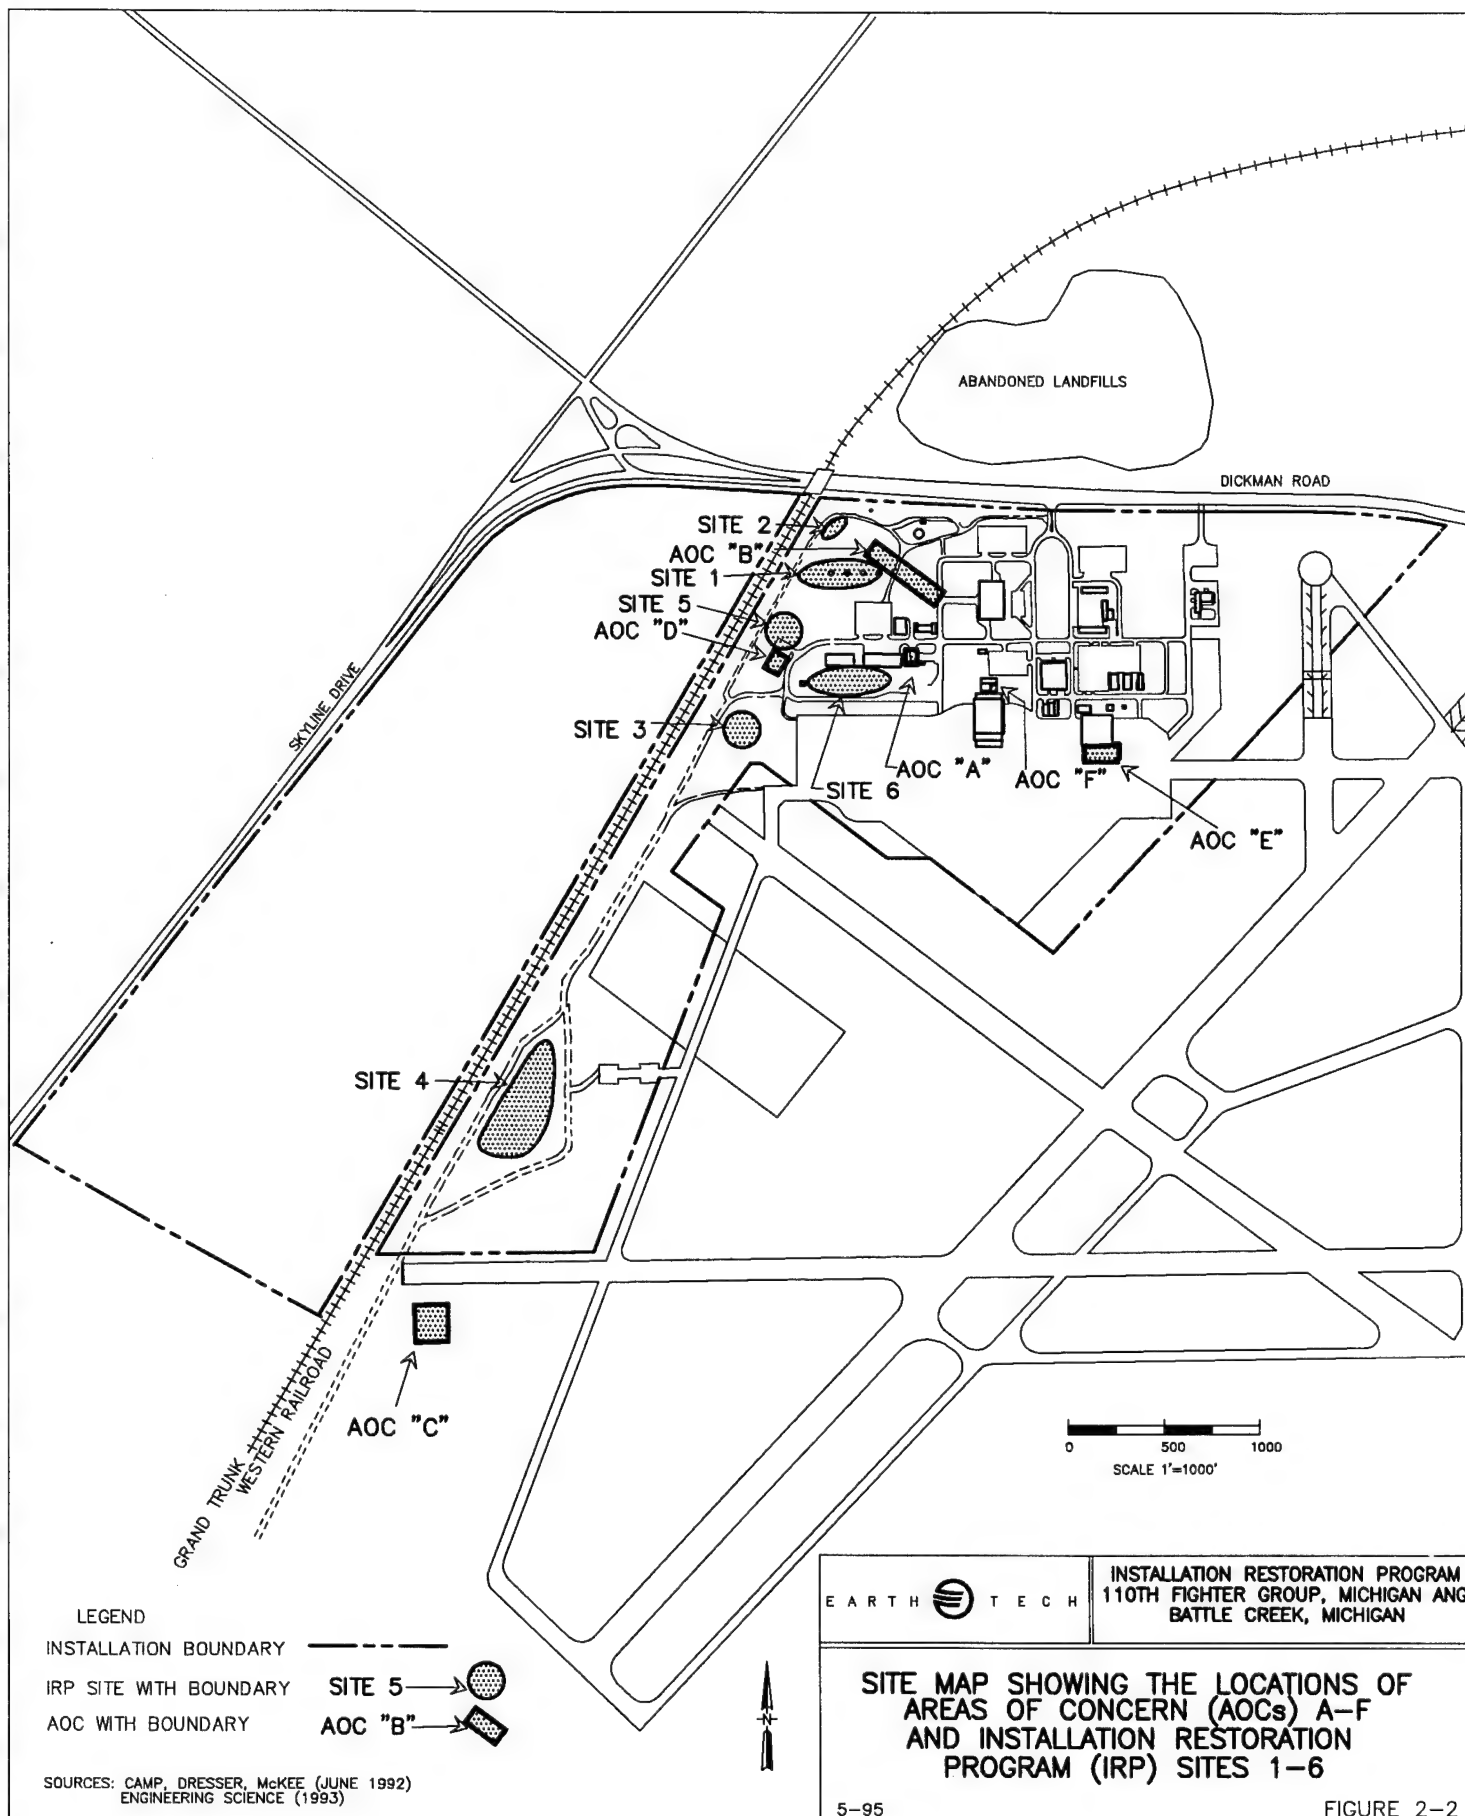 ABANDONED LANDFILLS
DICKMAN ROAD
SITE 2
AOC "B"
SITE 1
SITE 5
AOC "D"
SKYLINE DRIVE
SITE 3
AOC "A"
AOC "F"
SITE 6
AOC "E"
SITE 4
AOC "C"
GRAND TRUNK
WESTERN RAILROAD
0 500 1000
SCALE 1'=1000'
N
LEGEND
INSTALLATION BOUNDARY
IRP SITE WITH BOUNDARY SITE 5
AOC WITH BOUNDARY AOC "B"
SOURCES: CAMP, DRESSER, McKEE (JUNE 1992)
ENGINEERING SCIENCE (1993)
EARTH TECH
INSTALLATION RESTORATION PROGRAM
110TH FIGHTER GROUP, MICHIGAN ANG
BATTLE CREEK, MICHIGAN
SITE MAP SHOWING THE LOCATIONS OF
AREAS OF CONCERN (AOCs) A-F
AND INSTALLATION RESTORATION
PROGRAM (IRP) SITES 1-6
5-95 FIGURE 2-2